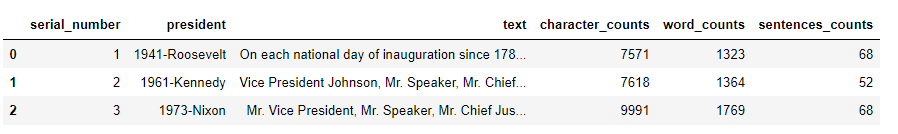 serial_number president text character_counts word_counts sentences_counts
0 1 1941-Roosevelt On each national day of inauguration since 178... 7571 1323 68
1 2 1961-Kennedy Vice President Johnson, Mr. Speaker, Mr. Chief... 7618 1364 52
2 3 1973-Nixon Mr. Vice President, Mr. Speaker, Mr. Chief Jus... 9991 1769 68